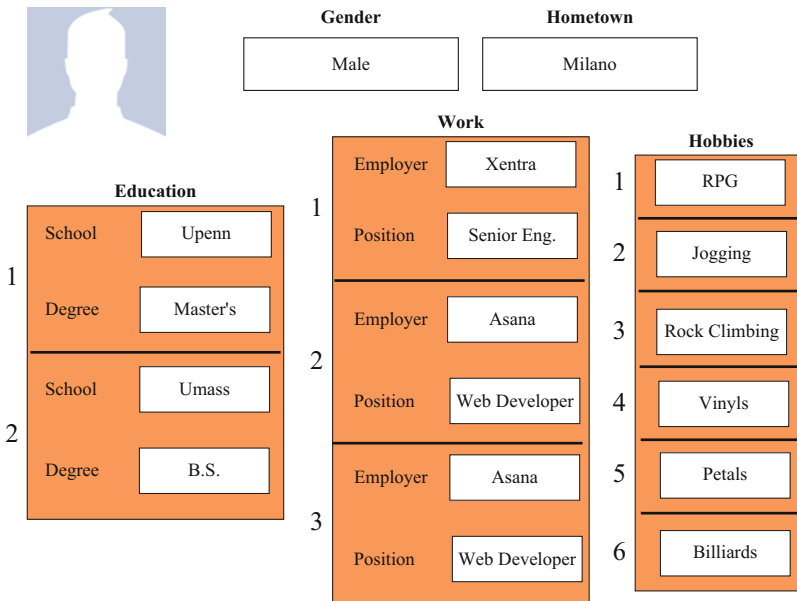 Gender
Male
Hometown
Milano
Education
1
School
Upenn
Degree
Master's
2
School
Umass
Degree
B.S.
Work
1
Employer
Xentra
Position
Senior Eng.
2
Employer
Asana
Position
Web Developer
3
Employer
Asana
Position
Web Developer
Hobbies
1
RPG
2
Jogging
3
Rock Climbing
4
Vinyls
5
Petals
6
Billiards